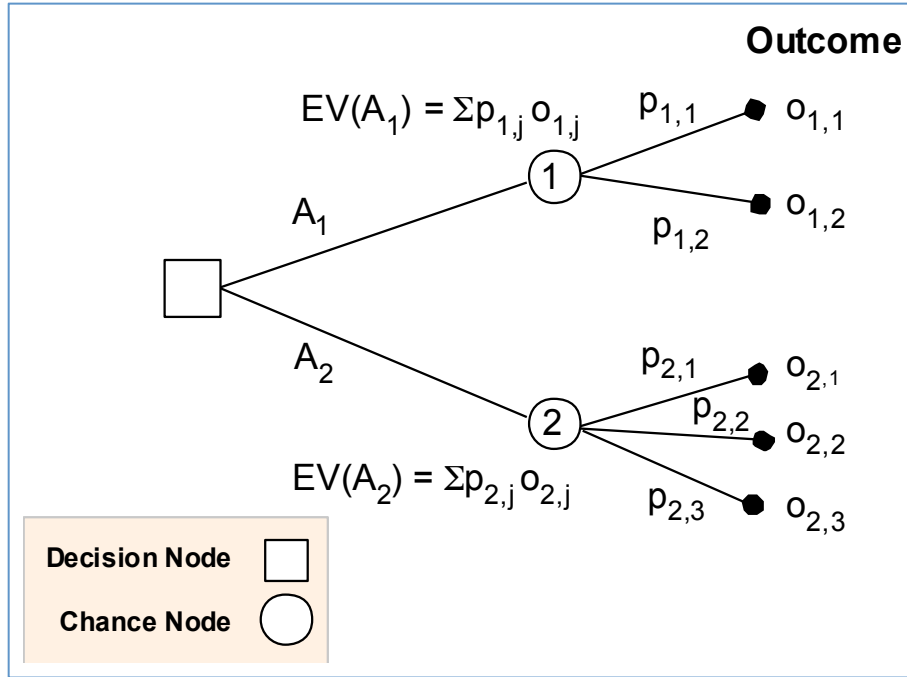 Outcome
EV(A₁) = Σp₁,ⱼ o₁,ⱼ
p₁,₁
o₁,₁
1
A₁
p₁,₂
o₁,₂
A₂
p₂,₁
o₂,₁
2
p₂,₂
o₂,₂
EV(A₂) = Σp₂,ⱼ o₂,ⱼ
p₂,₃
o₂,₃
Decision Node
Chance Node